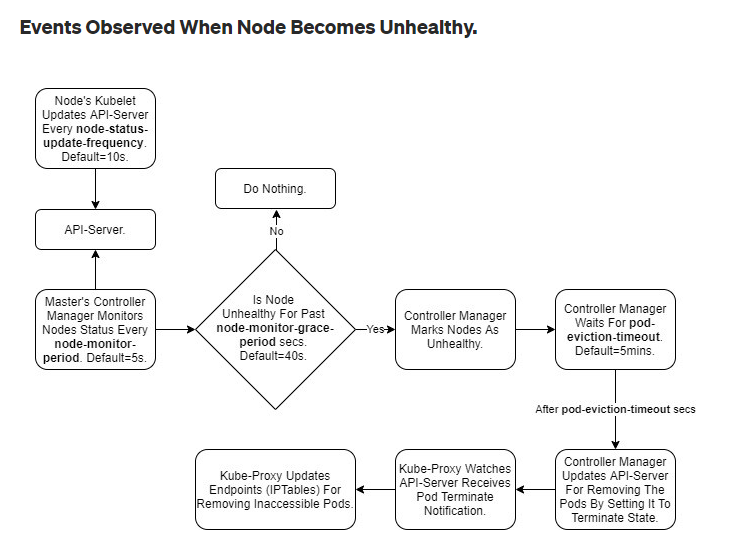 Events Observed When Node Becomes Unhealthy.
Node's Kubelet
Updates API-Server
Every node-status-
update-frequency.
Default=10s.
Do Nothing.
API-Server.
No
Master's Controller
Manager Monitors
Nodes Status Every
node-monitor-
period. Default=5s.
Is Node
Unhealthy For Past
node-monitor-grace-
period secs.
Default=40s.
Yes
Controller Manager
Marks Nodes As
Unhealthy.
Controller Manager
Waits For pod-
eviction-timeout.
Default=5mins.
After pod-eviction-timeout secs
Controller Manager
Updates API-Server
For Removing The
Pods By Setting It To
Terminate State.
Kube-Proxy Watches
API-Server Receives
Pod Terminate
Notification.
Kube-Proxy Updates
Endpoints (IPTables) For
Removing Inaccessible Pods.